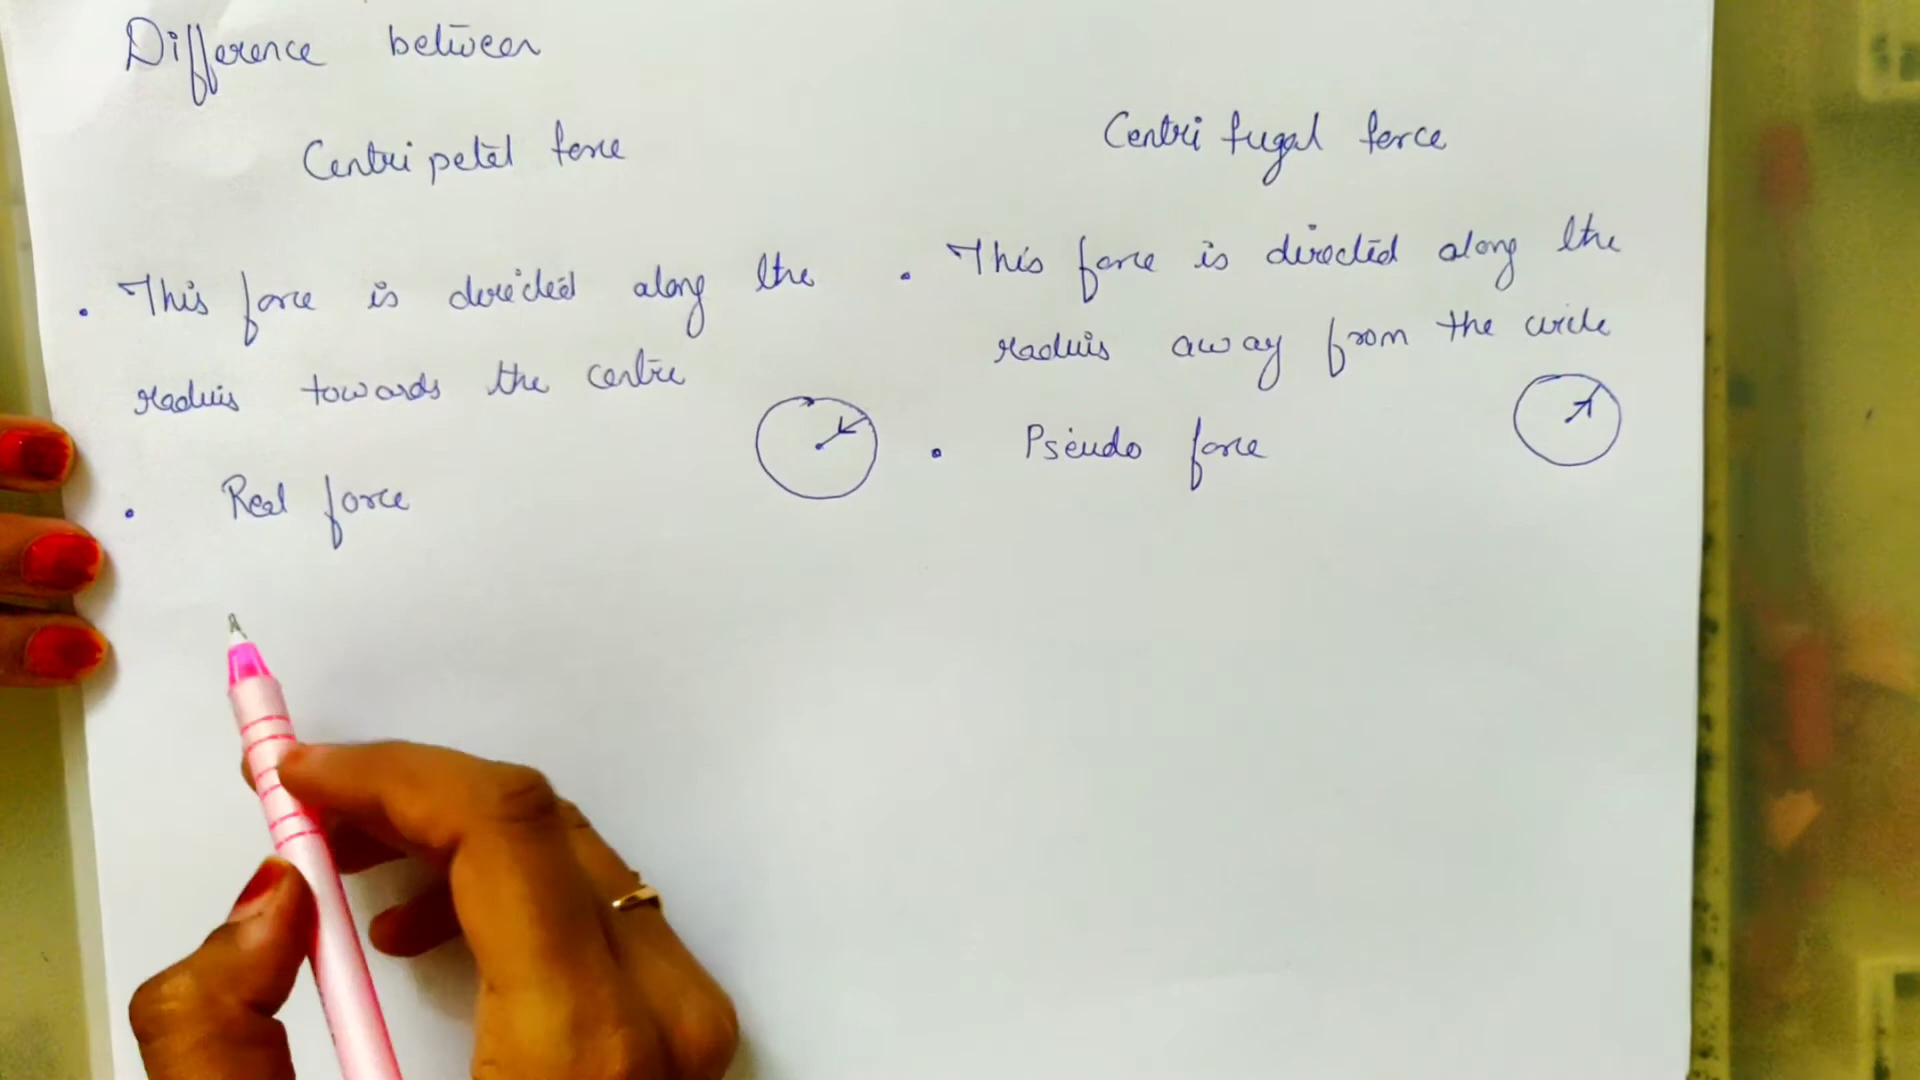 Difference between
Centripetal force
Centrifugal force
• This force is directed along the
radius towards the centre
• Real force
• This force is directed along the
radius away from the circle
• Pseudo force